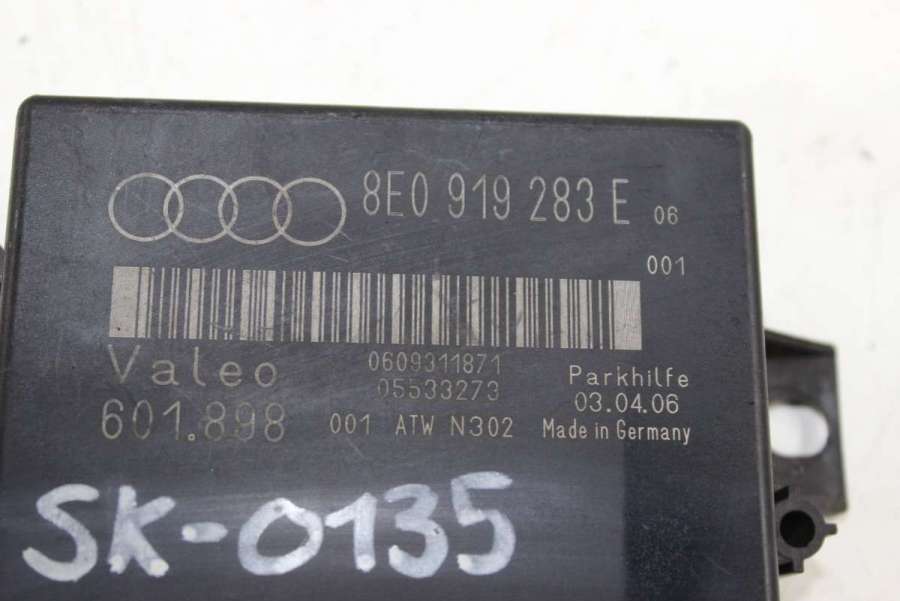 8E0 919 283 E 06
001
Valeo
0609311871
05533273
Parkhilfe
601.898
001 ATW N302
03.04.06
Made in Germany
SK-0135